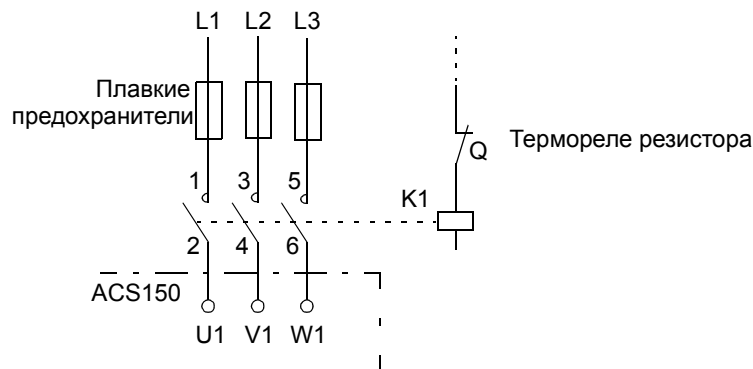 L1 L2 L3
Плавкие
предохранители
Термореле резистора
Q
1 3 5
K1
2 4 6
ACS150
U1 V1 W1